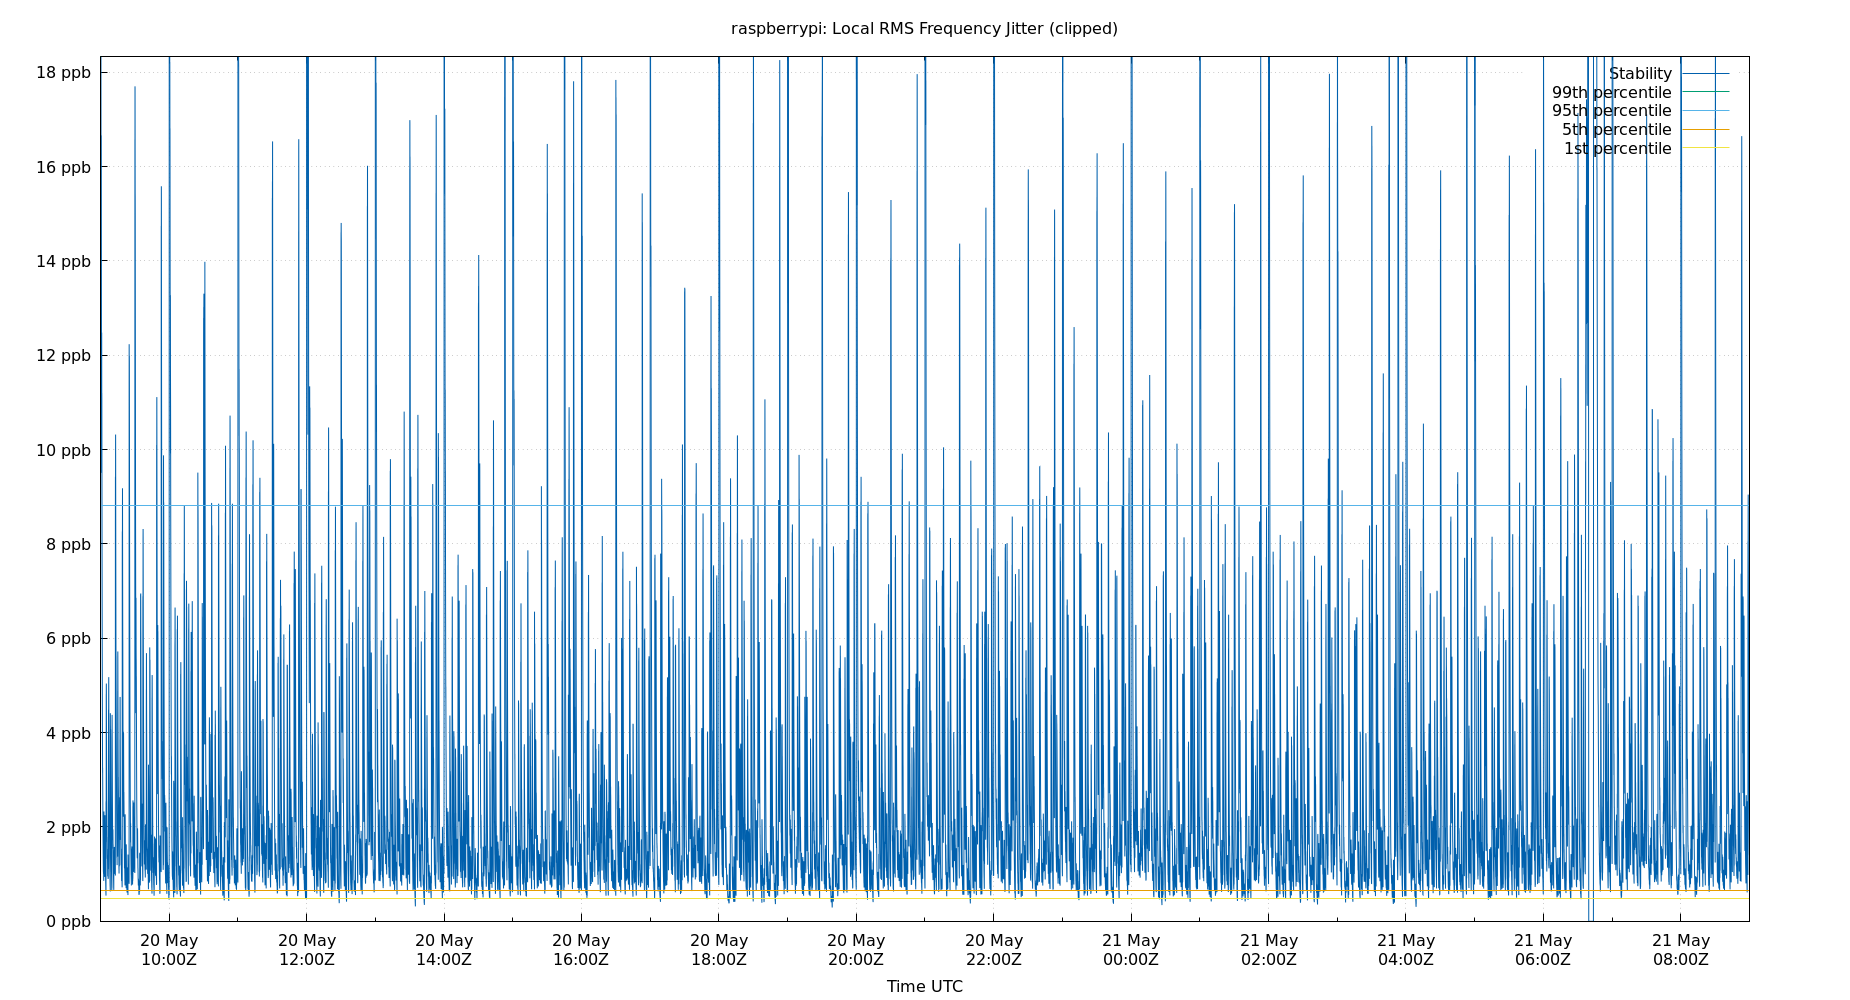 raspberrypi: Local RMS Frequency Jitter (clipped)
18 ppb
16 ppb
14 ppb
12 ppb
10 ppb
8 ppb
6 ppb
4 ppb
2 ppb
0 ppb
Stability
99th percentile
95th percentile
5th percentile
1st percentile
20 May 20 May 20 May 20 May 20 May 20 May 20 May 21 May 21 May 21 May 21 May 21 May
10:00Z 12:00Z 14:00Z 16:00Z 18:00Z 20:00Z 22:00Z 00:00Z 02:00Z 04:00Z 06:00Z 08:00Z
Time UTC